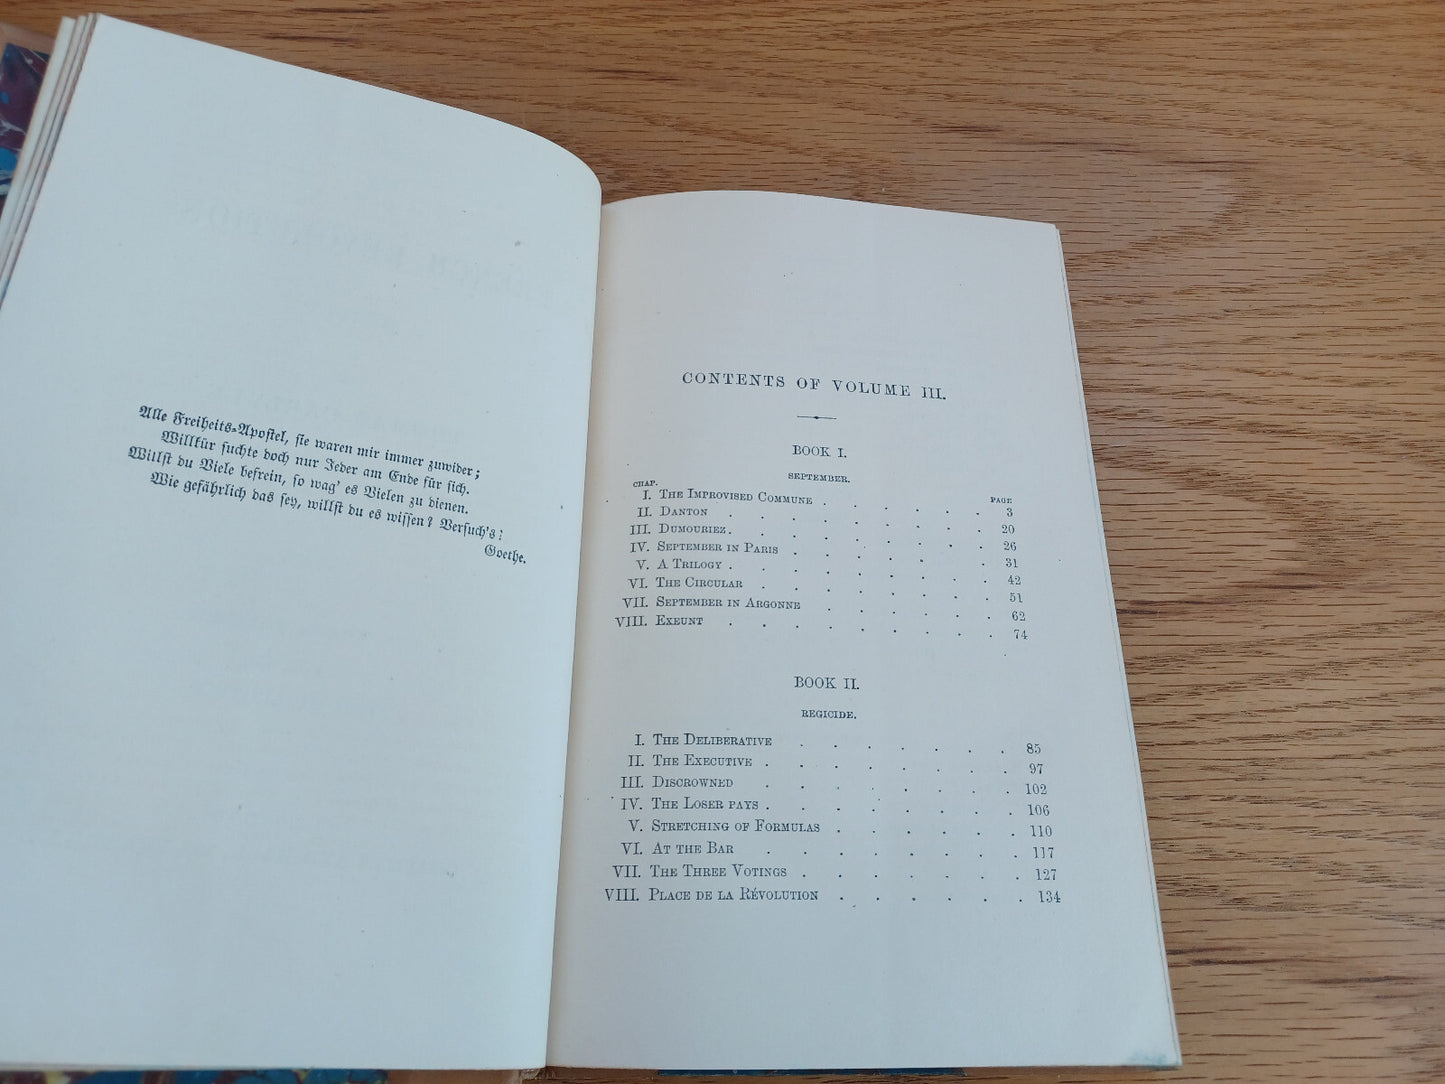 Alle Freiheits-Apostel, sie waren mir immer zuwider;
Willkür suchte doch nur Jeder am Ende für sich.
Willst du Viele befrein, so wag' es Vielen zu dienen.
Wie gefährlich das sey, willst du es wissen? Versuch's!
Goethe.
CONTENTS OF VOLUME III.
BOOK I.
SEPTEMBER.
CHAP. PAGE
I. The Improvised Commune . . . . . . 3
II. Danton . . . . . . . . 20
III. Dumouriez . . . . . . . . 26
IV. September in Paris . . . . . . 31
V. A Trilogy . . . . . . . . 42
VI. The Circular . . . . . . . 51
VII. September in Argonne . . . . . . 62
VIII. Exeunt . . . . . . . . 74
BOOK II.
REGICIDE.
I. The Deliberative . . . . . . . 85
II. The Executive . . . . . . . . 97
III. Discrowned . . . . . . . . 102
IV. The Loser pays . . . . . . . . 106
V. Stretching of Formulas . . . . . . 110
VI. At the Bar . . . . . . . . 117
VII. The Three Votings . . . . . . . 127
VIII. Place de la Révolution . . . . . . 134